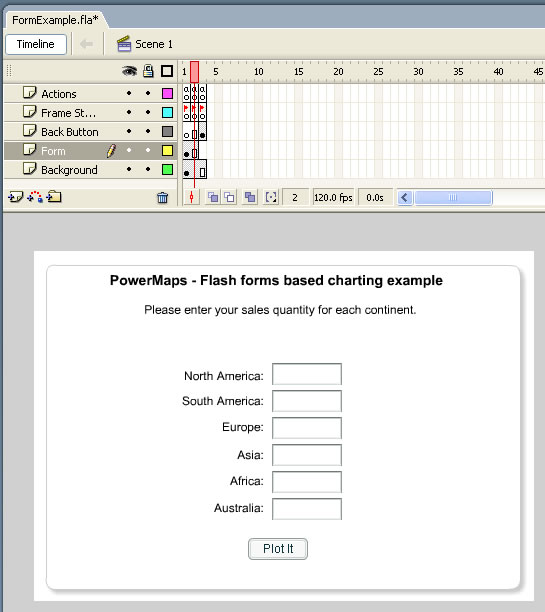 FormExample.fla*
Timeline Scene 1
1 5 10 15 20 25 30 35 40 45
Actions
Frame St...
Back Button
Form
Background
2 120.0 fps 0.0s
PowerMaps - Flash forms based charting example
Please enter your sales quantity for each continent.
North America:
South America:
Europe:
Asia:
Africa:
Australia:
Plot It